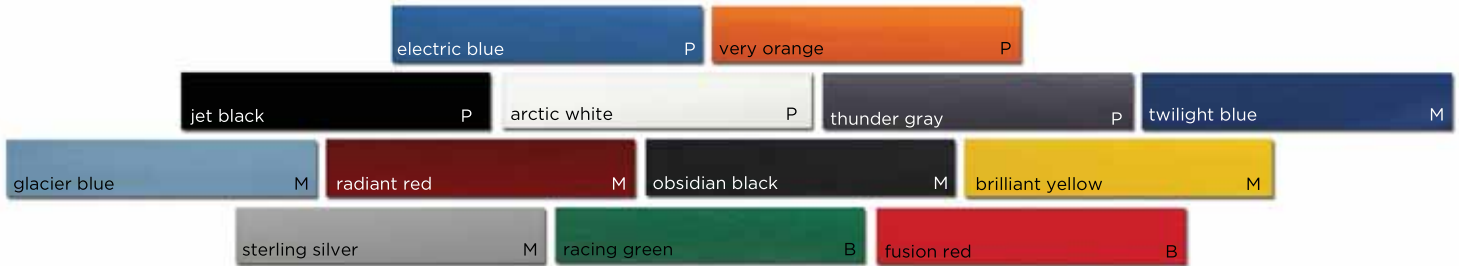 electric blue P very orange P
jet black P arctic white P thunder gray P twilight blue M
glacier blue M radiant red M obsidian black M brilliant yellow M
sterling silver M racing green B fusion red B